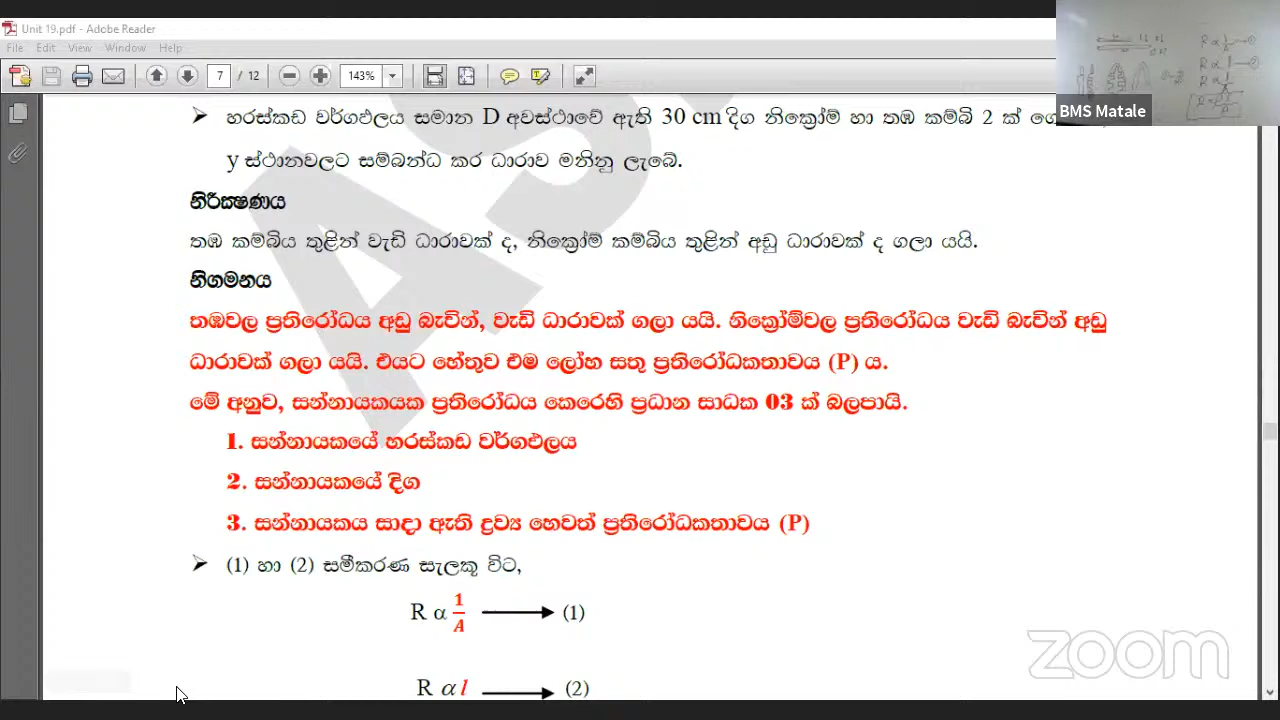 Unit 19.pdf - Adobe Reader
File Edit View Window Help
7 / 12 143%
BMS Matale
➤ හරස්කඩ වර්ගඵලය සමාන D අවස්ථාවේ ඇති 30 cm දිග නික්‍රෝම් හා තඹ කම්බි 2 ක්
y ස්ථානවලට සම්බන්ධ කර ධාරාව මනිනු ලැබේ.
නිරීක්‍ෂණය
තඹ කම්බිය තුළින් වැඩි ධාරාවක් ද, නික්‍රෝම් කම්බිය තුළින් අඩු ධාරාවක් ද ගලා යයි.
නිගමනය
තඹවල ප්‍රතිරෝධය අඩු බැවින්, වැඩි ධාරාවක් ගලා යයි. නික්‍රෝම්වල ප්‍රතිරෝධය වැඩි බැවින් අඩු
ධාරාවක් ගලා යයි. එයට හේතුව එම ලෝහ සතු ප්‍රතිරෝධකතාවය (P) ය.
මේ අනුව, සන්නායකයක ප්‍රතිරෝධය කෙරෙහි ප්‍රධාන සාධක 03 ක් බලපායි.
1. සන්නායකයේ හරස්කඩ වර්ගඵලය
2. සන්නායකයේ දිග
3. සන්නායකය සාදා ඇති ද්‍රව්‍ය හෙවත් ප්‍රතිරෝධකතාවය (P)
➤ (1) හා (2) සමීකරණ සැලකූ විට,
R α 1/A ⟶ (1)
R α l ⟶ (2)
zoom